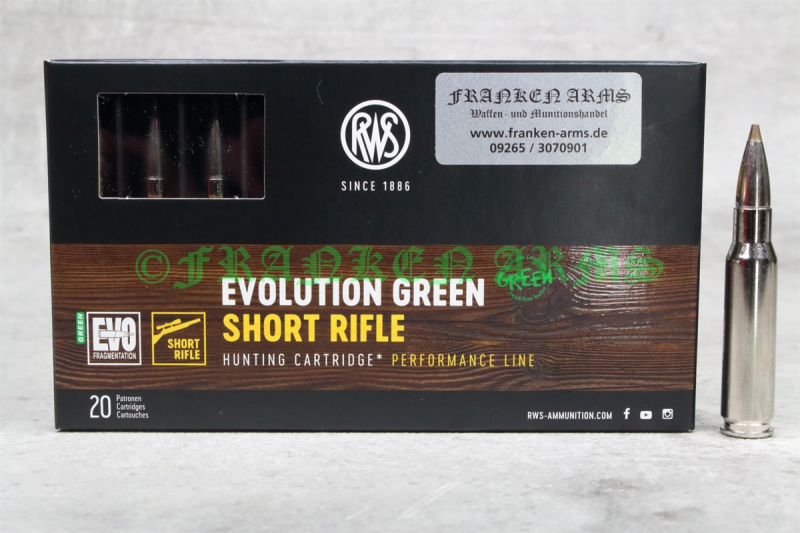 FRANKEN ARMS
Waffen- und Munitionshandel
www.franken-arms.de
09265 / 3070901
RWS
SINCE 1886
©FRANKEN ARMS
GREEN
EVOLUTION GREEN
SHORT RIFLE
HUNTING CARTRIDGE* PERFORMANCE LINE
GREEN
EVO
FRAGMENTATION
SHORT
RIFLE
20 Patronen
Cartridges
Cartouches
RWS-AMMUNITION.COM